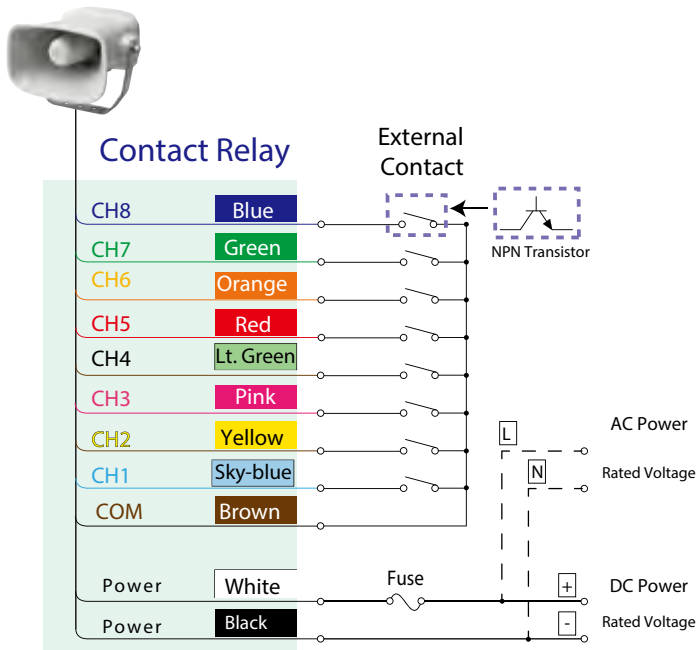 Contact Relay
External
Contact
CH8 Blue
NPN Transistor
CH7 Green
CH6 Orange
CH5 Red
CH4 Lt. Green
CH3 Pink
CH2 Yellow
L AC Power
CH1 Sky-blue
N Rated Voltage
COM Brown
Power White Fuse + DC Power
Power Black - Rated Voltage